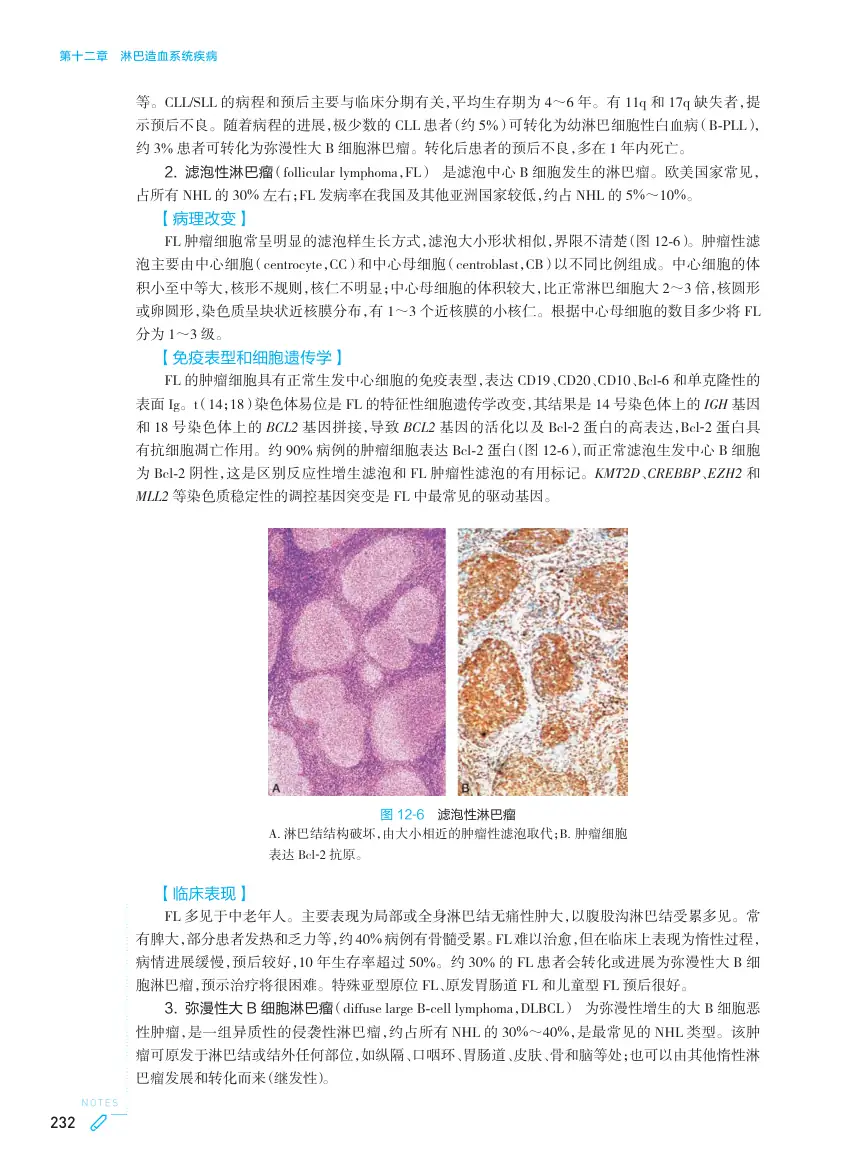 第十二章 淋巴造血系统疾病
等。CLL/SLL 的病程和预后主要与临床分期有关,平均生存期为 4～6 年。有 11q 和 17q 缺失者,提
示预后不良。随着病程的进展,极少数的 CLL 患者(约 5%)可转化为幼淋巴细胞性白血病(B-PLL),
约 3% 患者可转化为弥漫性大 B 细胞淋巴瘤。转化后患者的预后不良,多在 1 年内死亡。
2. 滤泡性淋巴瘤(follicular lymphoma,FL) 是滤泡中心 B 细胞发生的淋巴瘤。欧美国家常见,
占所有 NHL 的 30% 左右;FL 发病率在我国及其他亚洲国家较低,约占 NHL 的 5%～10%。
【病理改变】
FL 肿瘤细胞常呈明显的滤泡样生长方式,滤泡大小形状相似,界限不清楚(图 12-6)。肿瘤性滤
泡主要由中心细胞(centrocyte,CC)和中心母细胞(centroblast,CB)以不同比例组成。中心细胞的体
积小至中等大,核形不规则,核仁不明显;中心母细胞的体积较大,比正常淋巴细胞大 2～3 倍,核圆形
或卵圆形,染色质呈块状近核膜分布,有 1～3 个近核膜的小核仁。根据中心母细胞的数目多少将 FL
分为 1～3 级。
【免疫表型和细胞遗传学】
FL 的肿瘤细胞具有正常生发中心细胞的免疫表型,表达 CD19、CD20、CD10、Bcl-6 和单克隆性的
表面 Ig。t(14;18)染色体易位是 FL 的特征性细胞遗传学改变,其结果是 14 号染色体上的 IGH 基因
和 18 号染色体上的 BCL2 基因拼接,导致 BCL2 基因的活化以及 Bcl-2 蛋白的高表达,Bcl-2 蛋白具
有抗细胞凋亡作用。约 90% 病例的肿瘤细胞表达 Bcl-2 蛋白(图 12-6),而正常滤泡生发中心 B 细胞
为 Bcl-2 阴性,这是区别反应性增生滤泡和 FL 肿瘤性滤泡的有用标记。KMT2D、CREBBP、EZH2 和
MLL2 等染色质稳定性的调控基因突变是 FL 中最常见的驱动基因。
A
B
图 12-6 滤泡性淋巴瘤
A. 淋巴结结构破坏,由大小相近的肿瘤性滤泡取代;B. 肿瘤细胞
表达 Bcl-2 抗原。
【临床表现】
FL 多见于中老年人。主要表现为局部或全身淋巴结无痛性肿大,以腹股沟淋巴结受累多见。常
有脾大,部分患者发热和乏力等,约 40% 病例有骨髓受累。FL 难以治愈,但在临床上表现为惰性过程,
病情进展缓慢,预后较好,10 年生存率超过 50%。约 30% 的 FL 患者会转化或进展为弥漫性大 B 细
胞淋巴瘤,预示治疗将很困难。特殊亚型原位 FL、原发胃肠道 FL 和儿童型 FL 预后很好。
3. 弥漫性大 B 细胞淋巴瘤(diffuse large B-cell lymphoma,DLBCL) 为弥漫性增生的大 B 细胞恶
性肿瘤,是一组异质性的侵袭性淋巴瘤,约占所有 NHL 的 30%～40%,是最常见的 NHL 类型。该肿
瘤可原发于淋巴结或结外任何部位,如纵隔、口咽环、胃肠道、皮肤、骨和脑等处;也可以由其他惰性淋
巴瘤发展和转化而来(继发性)。
NOTES
232